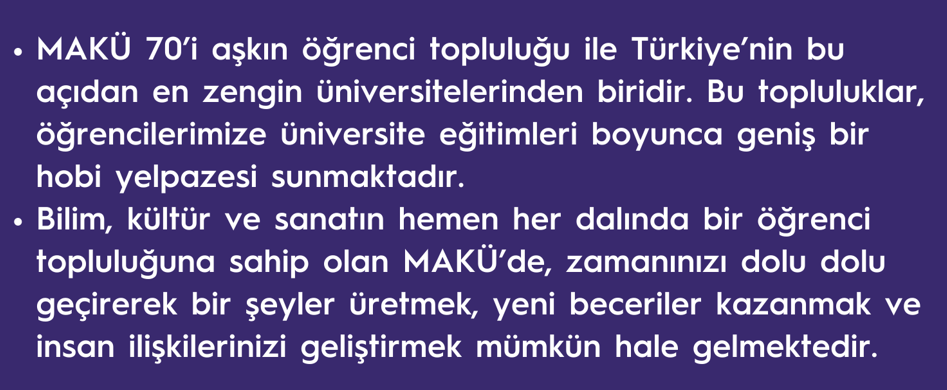 • MAKÜ 70'i aşkın öğrenci topluluğu ile Türkiye'nin bu
açıdan en zengin üniversitelerinden biridir. Bu topluluklar,
öğrencilerimize üniversite eğitimleri boyunca geniş bir
hobi yelpazesi sunmaktadır.
• Bilim, kültür ve sanatın hemen her dalında bir öğrenci
topluluğuna sahip olan MAKÜ'de, zamanınızı dolu dolu
geçirerek bir şeyler üretmek, yeni beceriler kazanmak ve
insan ilişkilerinizi geliştirmek mümkün hale gelmektedir.